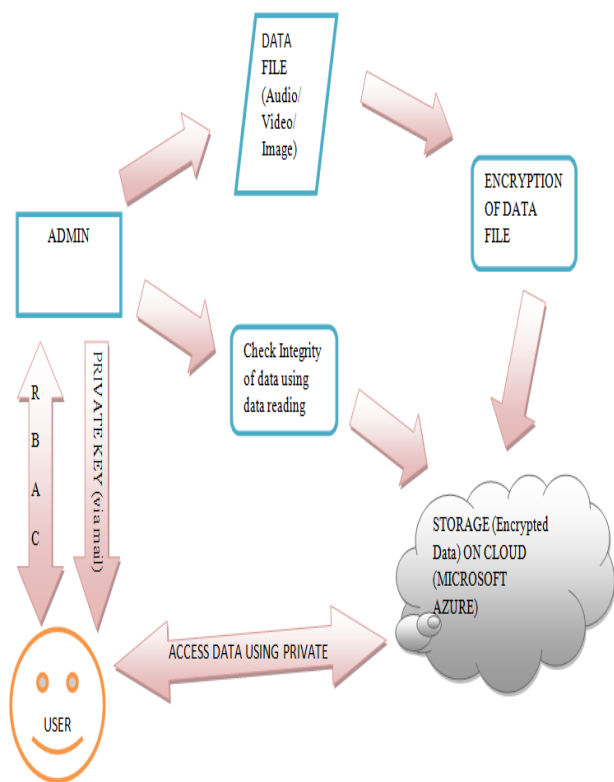 DATA
FILE
(Audio/
Video/
Image)
ENCRYPTION
OF DATA
FILE
ADMIN
Check Integrity
of data using
data reading
R
B
A
C
PRIVATE KEY (via mail)
STORAGE (Encrypted
Data) ON CLOUD
(MICROSOFT
AZURE)
ACCESS DATA USING PRIVATE
USER